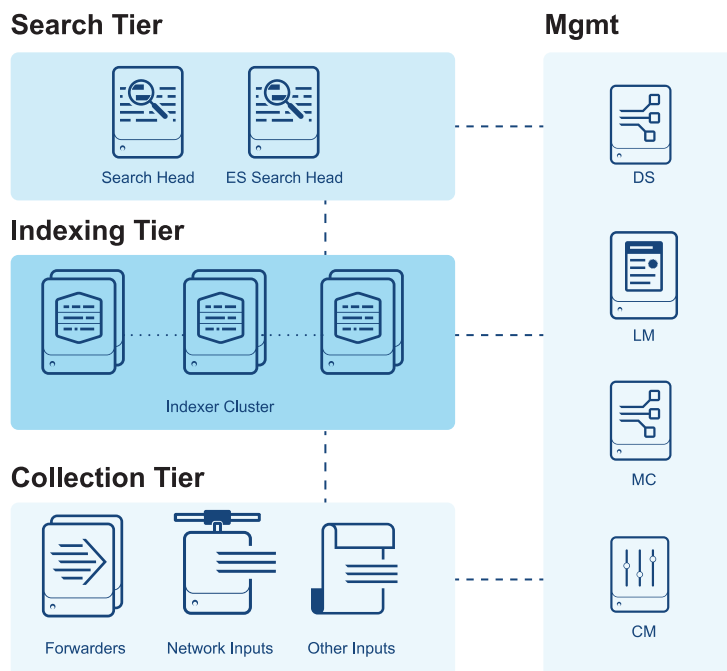 Search Tier
Mgmt
Search Head
ES Search Head
DS
Indexing Tier
LM
Indexer Cluster
MC
Collection Tier
CM
Forwarders
Network Inputs
Other Inputs